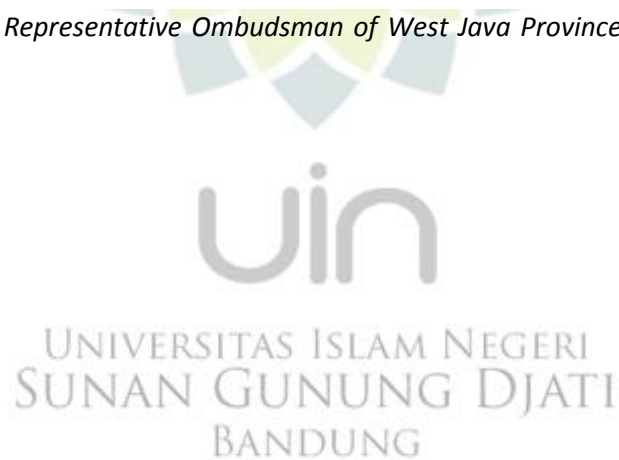 Representative Ombudsman of West Java Province
uin
UNIVERSITAS ISLAM NEGERI
SUNAN GUNUNG DJATI
BANDUNG